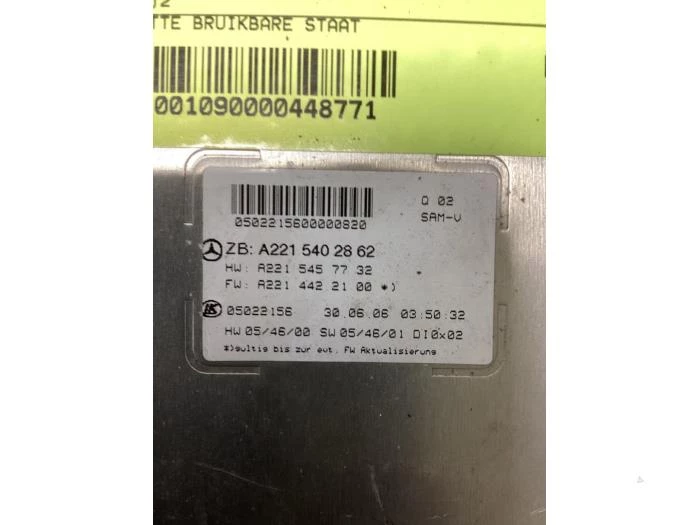 TTE BRUIKBARE STAAT
001090000448771
0502215600000820
Q 02
SAM-V
ZB: A221 540 28 62
HW: A221 545 77 32
FW: A221 442 21 00 *)
05022156 30.06.06 03:50:32
HW 05/46/00 SW 05/46/01 DI0x02
*)gultig bis zur evt. FW Aktualisierung